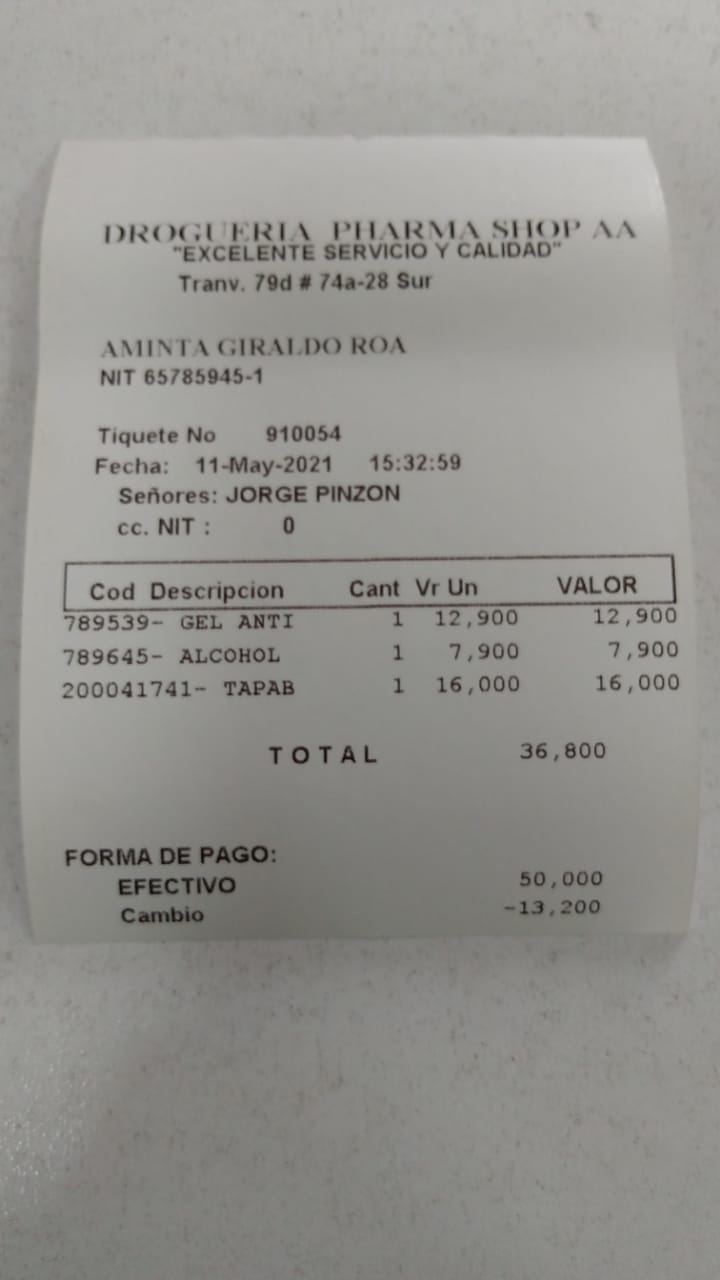 DROGUERIA PHARMA SHOP AA
"EXCELENTE SERVICIO Y CALIDAD"
Tranv. 79d # 74a-28 Sur
AMINTA GIRALDO ROA
NIT 65785945-1
Tiquete No 910054
Fecha: 11-May-2021 15:32:59
Señores: JORGE PINZON
cc. NIT : 0
Cod Descripcion Cant Vr Un VALOR
789539- GEL ANTI 1 12,900 12,900
789645- ALCOHOL 1 7,900 7,900
200041741- TAPAB 1 16,000 16,000
TOTAL 36,800
FORMA DE PAGO:
EFECTIVO 50,000
Cambio -13,200